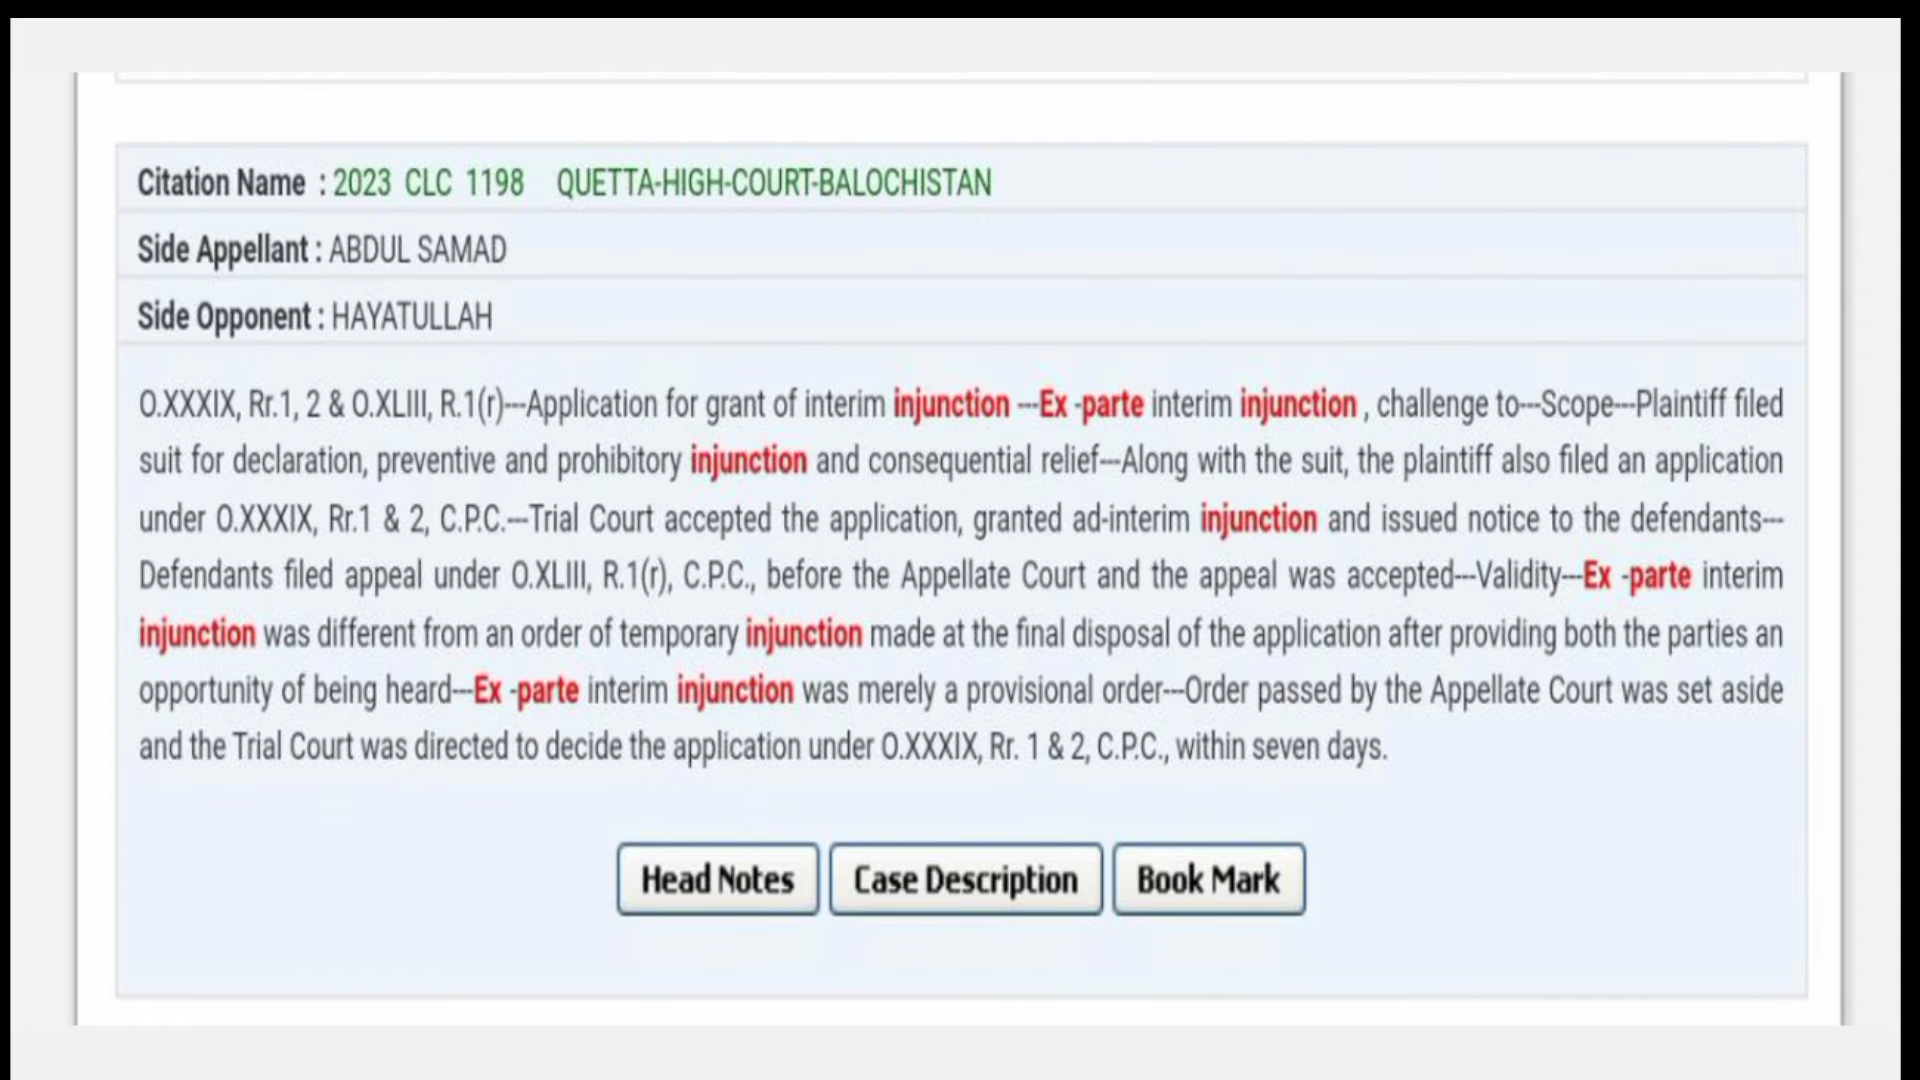 Citation Name : 2023 CLC 1198 QUETTA-HIGH-COURT-BALOCHISTAN
Side Appellant : ABDUL SAMAD
Side Opponent : HAYATULLAH
O.XXXIX, Rr.1, 2 & O.XLIII, R.1(r)---Application for grant of interim injunction ---Ex -parte interim injunction , challenge to---Scope---Plaintiff filed
suit for declaration, preventive and prohibitory injunction and consequential relief---Along with the suit, the plaintiff also filed an application
under O.XXXIX, Rr.1 & 2, C.P.C.---Trial Court accepted the application, granted ad-interim injunction and issued notice to the defendants---
Defendants filed appeal under O.XLIII, R.1(r), C.P.C., before the Appellate Court and the appeal was accepted---Validity---Ex -parte interim
injunction was different from an order of temporary injunction made at the final disposal of the application after providing both the parties an
opportunity of being heard---Ex -parte interim injunction was merely a provisional order---Order passed by the Appellate Court was set aside
and the Trial Court was directed to decide the application under O.XXXIX, Rr. 1 & 2, C.P.C., within seven days.
Head Notes Case Description Book Mark